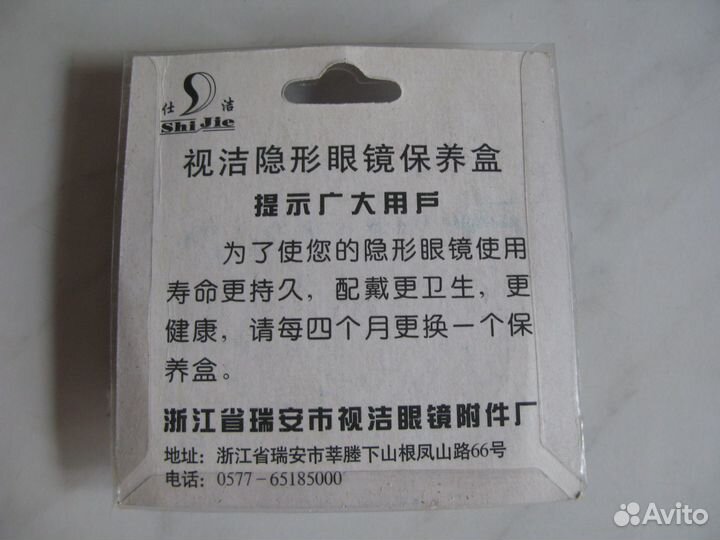 仕 洁
Shi Jie
视洁隐形眼镜保养盒
提示广大用户
为了使您的隐形眼镜使用
寿命更持久，配戴更卫生，更
健康，请每四个月更换一个保
养盒。
浙江省瑞安市视洁眼镜附件厂
地址：浙江省瑞安市莘塍下山根凤山路66号
电话：0577-65185000
Avito